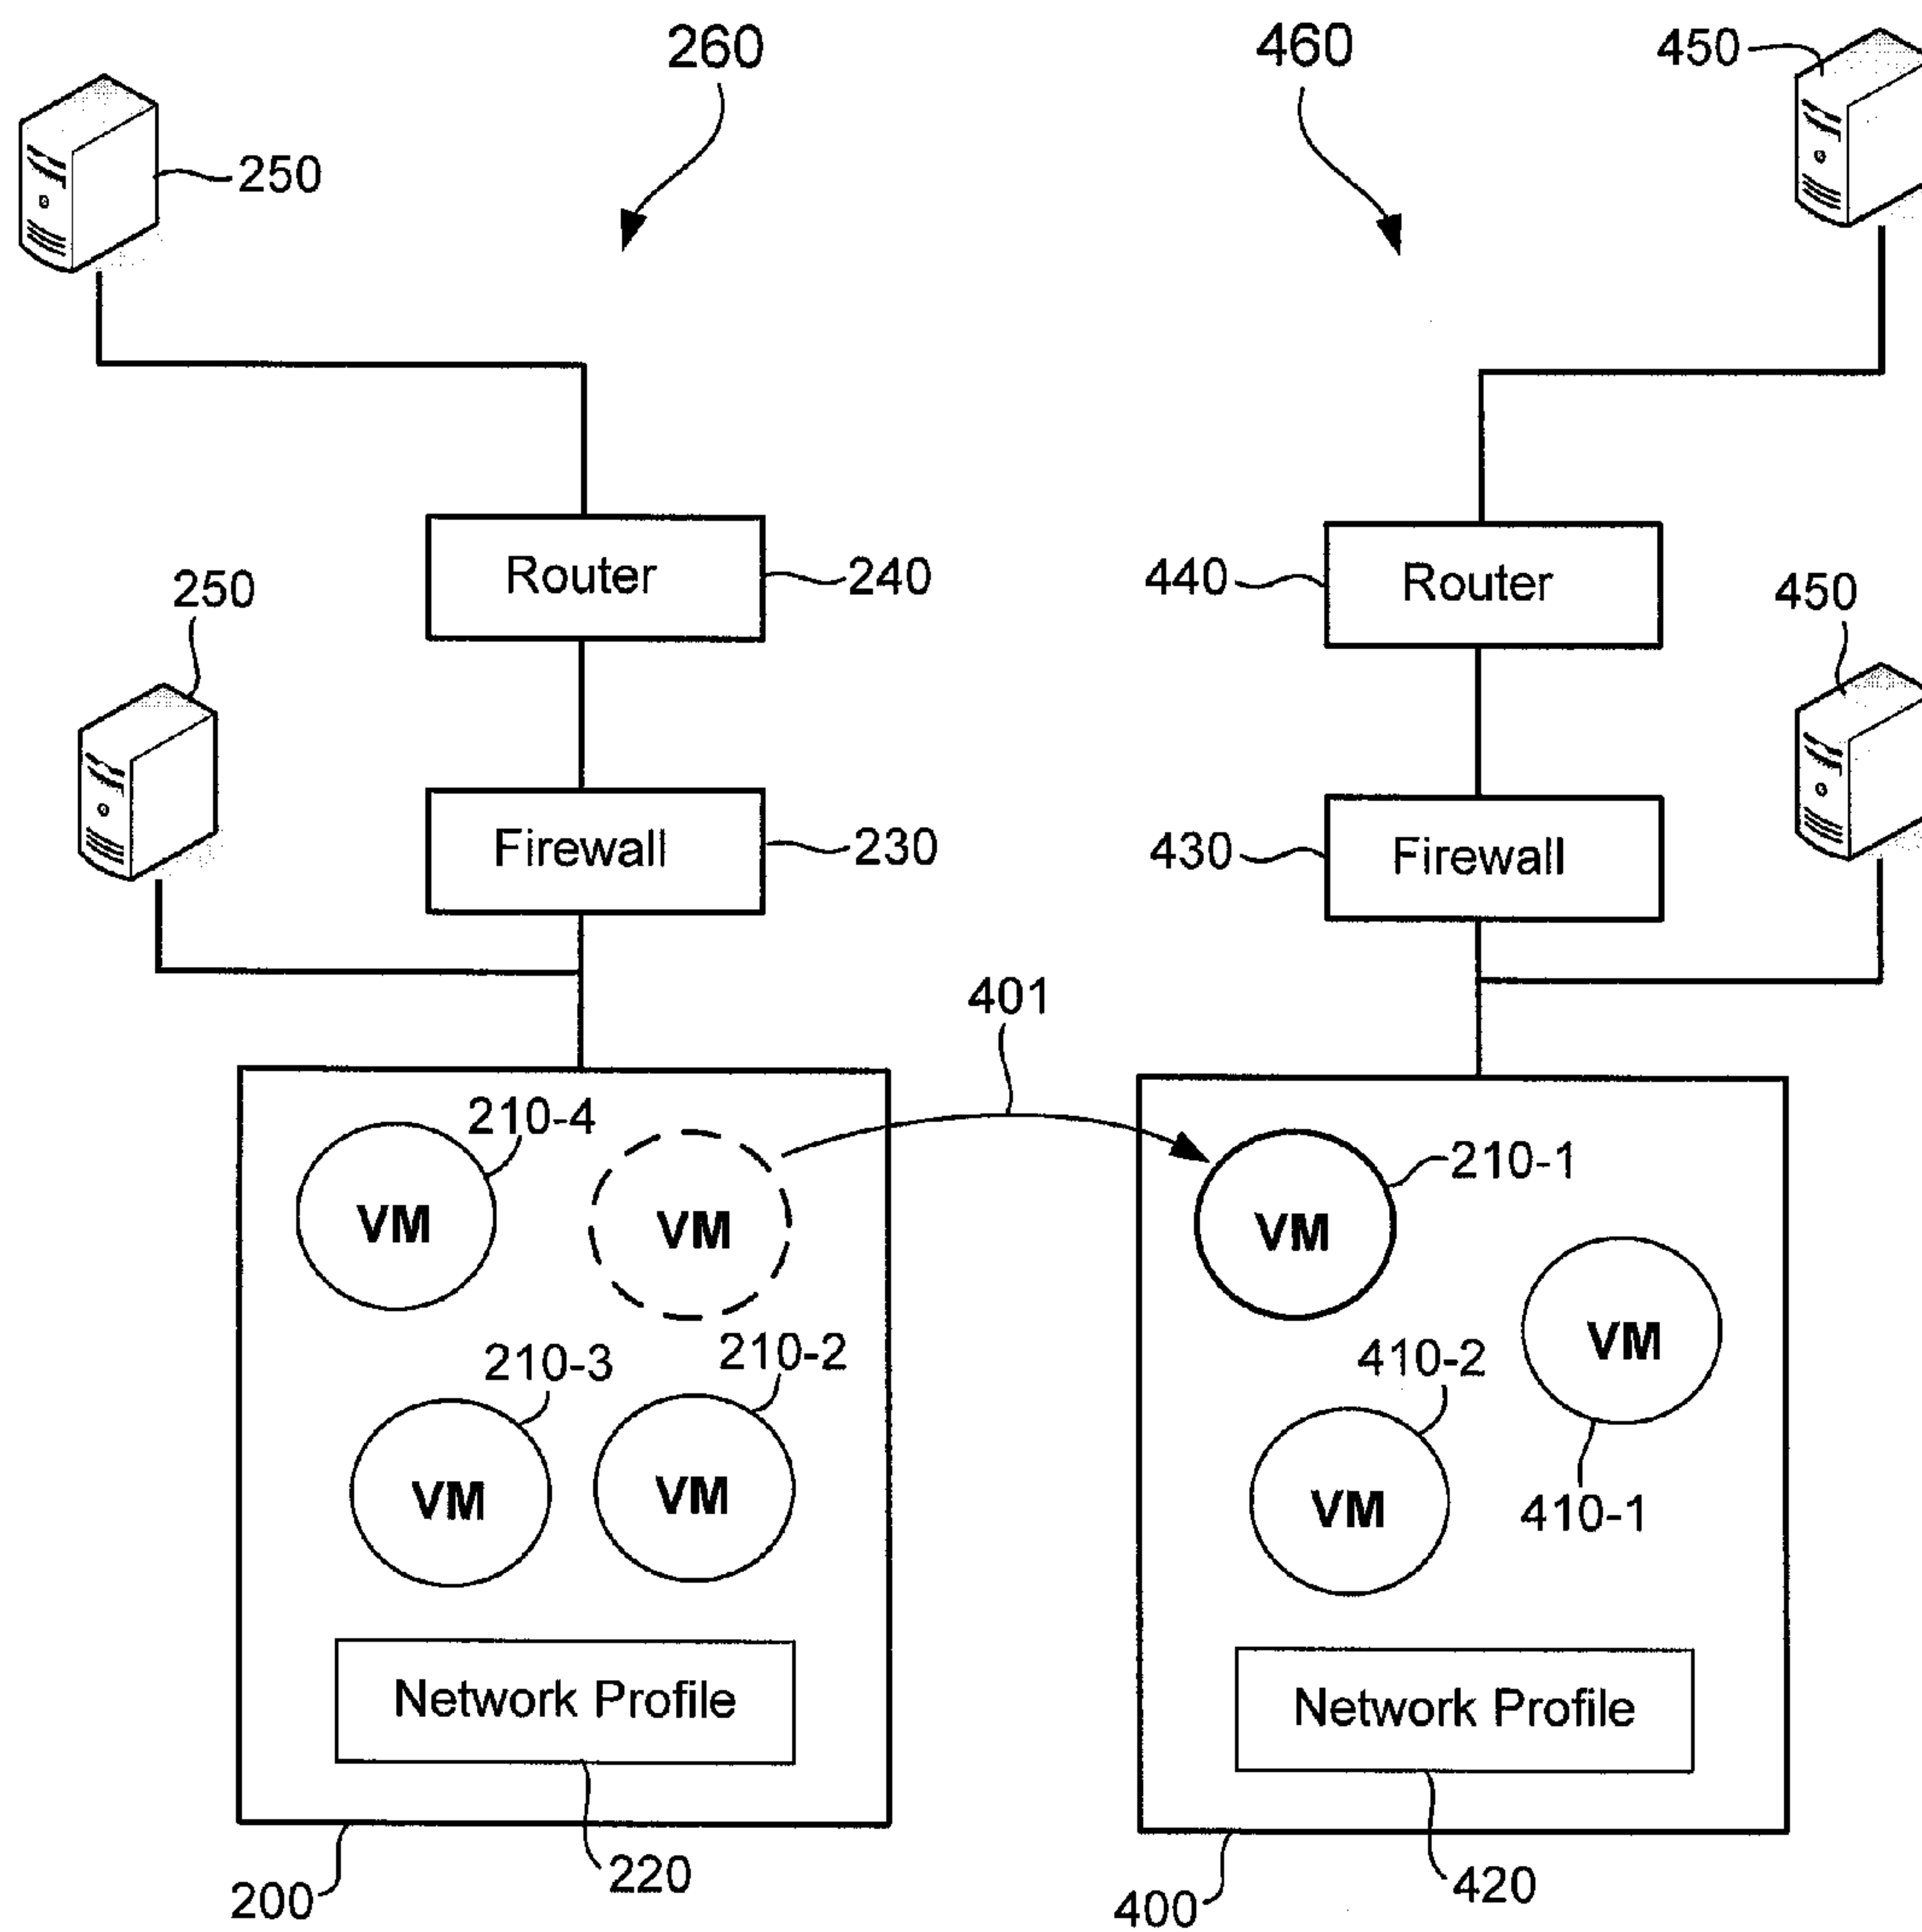 260
460
450
250
Router
240
440
Router
250
450
Firewall
230
430
Firewall
401
210-4
VM
VM
VM
210-1
210-3
210-2
410-2
VM
VM
VM
VM
410-1
Network Profile
Network Profile
200
220
400
420